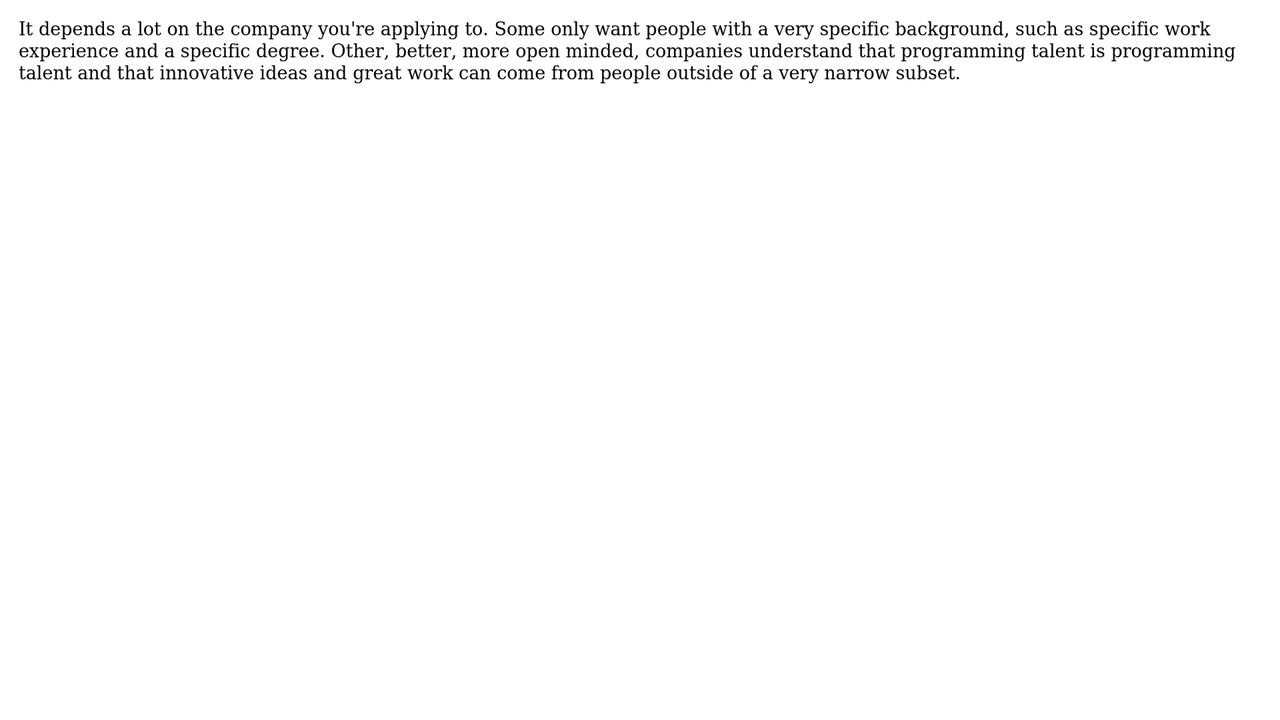 It depends a lot on the company you're applying to. Some only want people with a very specific background, such as specific work
experience and a specific degree. Other, better, more open minded, companies understand that programming talent is programming
talent and that innovative ideas and great work can come from people outside of a very narrow subset.